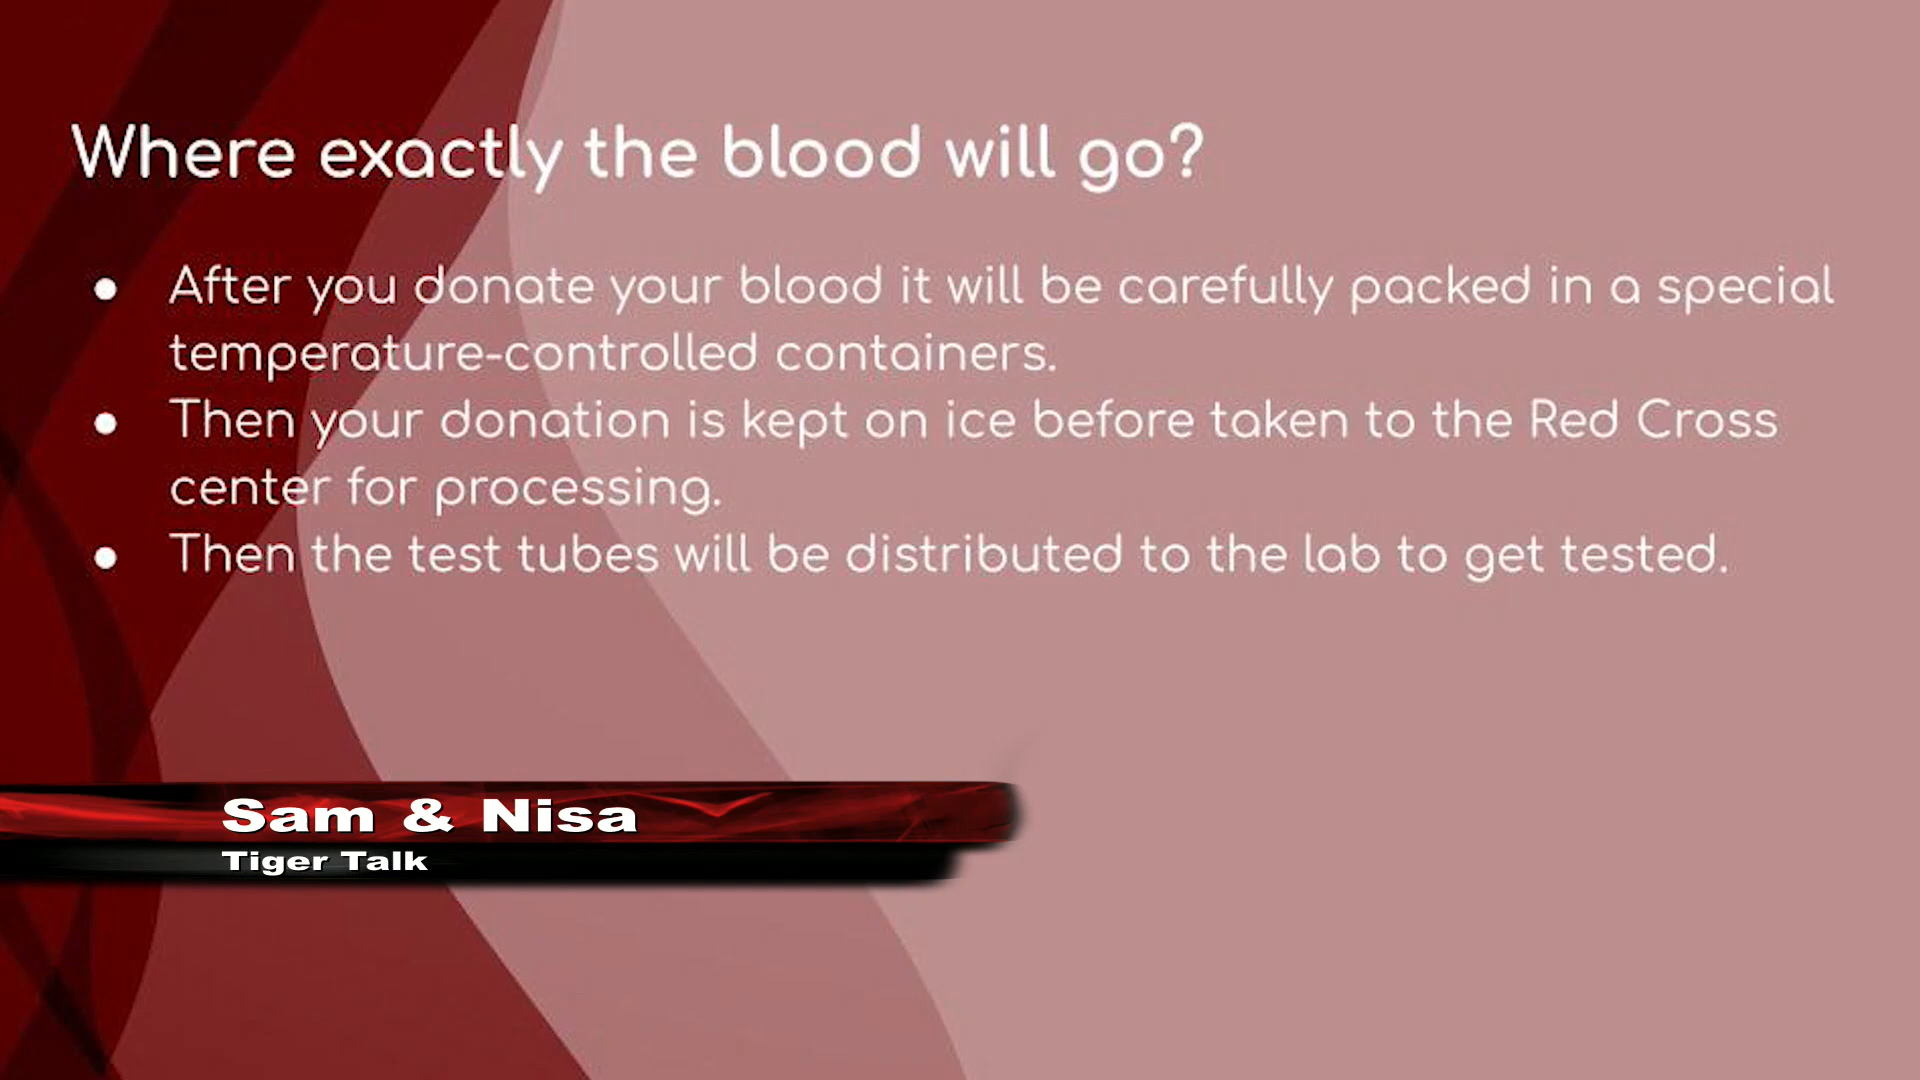 Where exactly the blood will go?
● After you donate your blood it will be carefully packed in a special
temperature-controlled containers.
● Then your donation is kept on ice before taken to the Red Cross
center for processing.
● Then the test tubes will be distributed to the lab to get tested.
Sam & Nisa
Tiger Talk